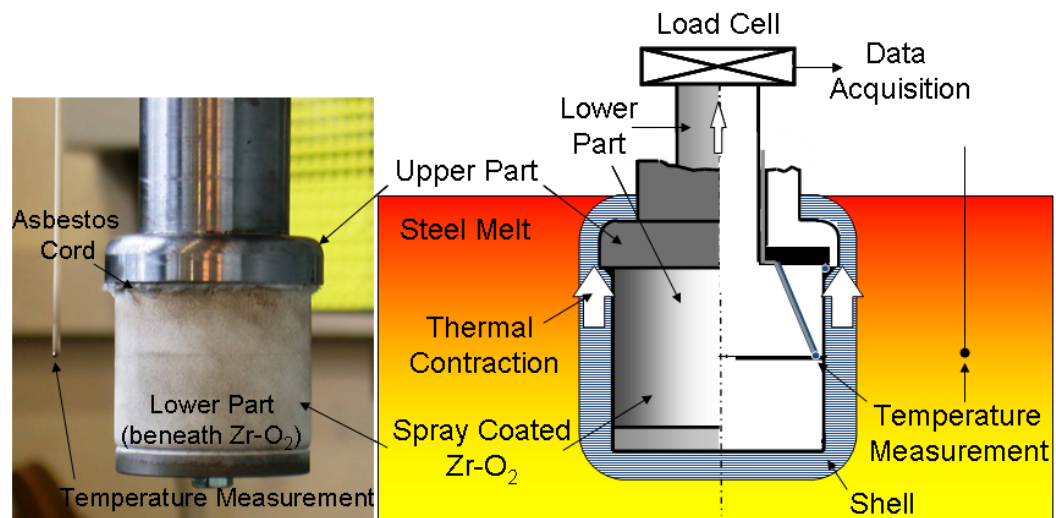 Load Cell
Data
Acquisition
Lower
Part
Upper Part
Asbestos
Cord
Steel Melt
Thermal
Contraction
Lower Part
(beneath Zr-O₂)
Spray Coated
Zr-O₂
Temperature
Measurement
Temperature Measurement
Shell